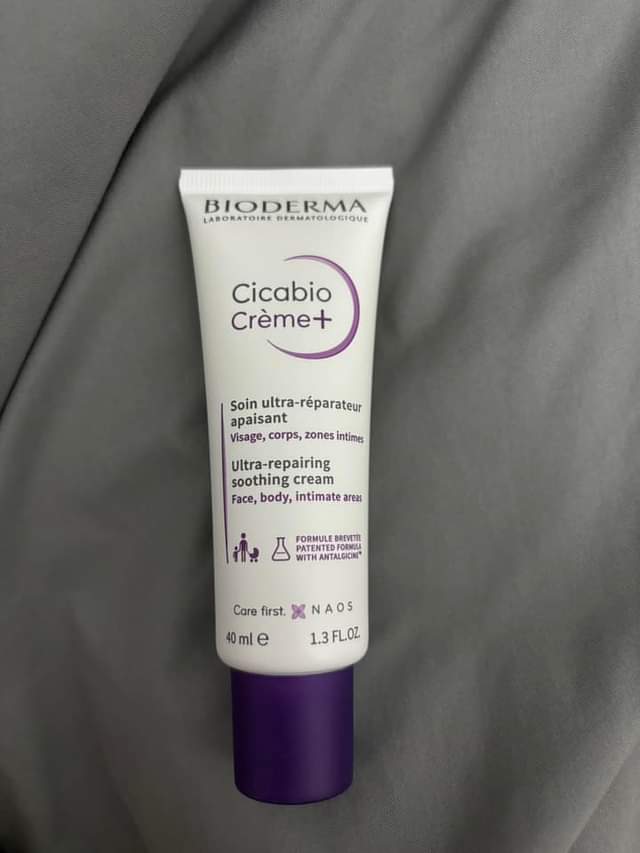 BIODERMA
LABORATOIRE DERMATOLOGIQUE
Cicabio
Crème+
Soin ultra-réparateur
apaisant
Visage, corps, zones intimes
Ultra-repairing
soothing cream
Face, body, intimate areas
FORMULE BREVETÉE
PATENTED FORMULA
WITH ANTALGICINE™
Care first. NAOS
40 ml e 1.3 FL.OZ.